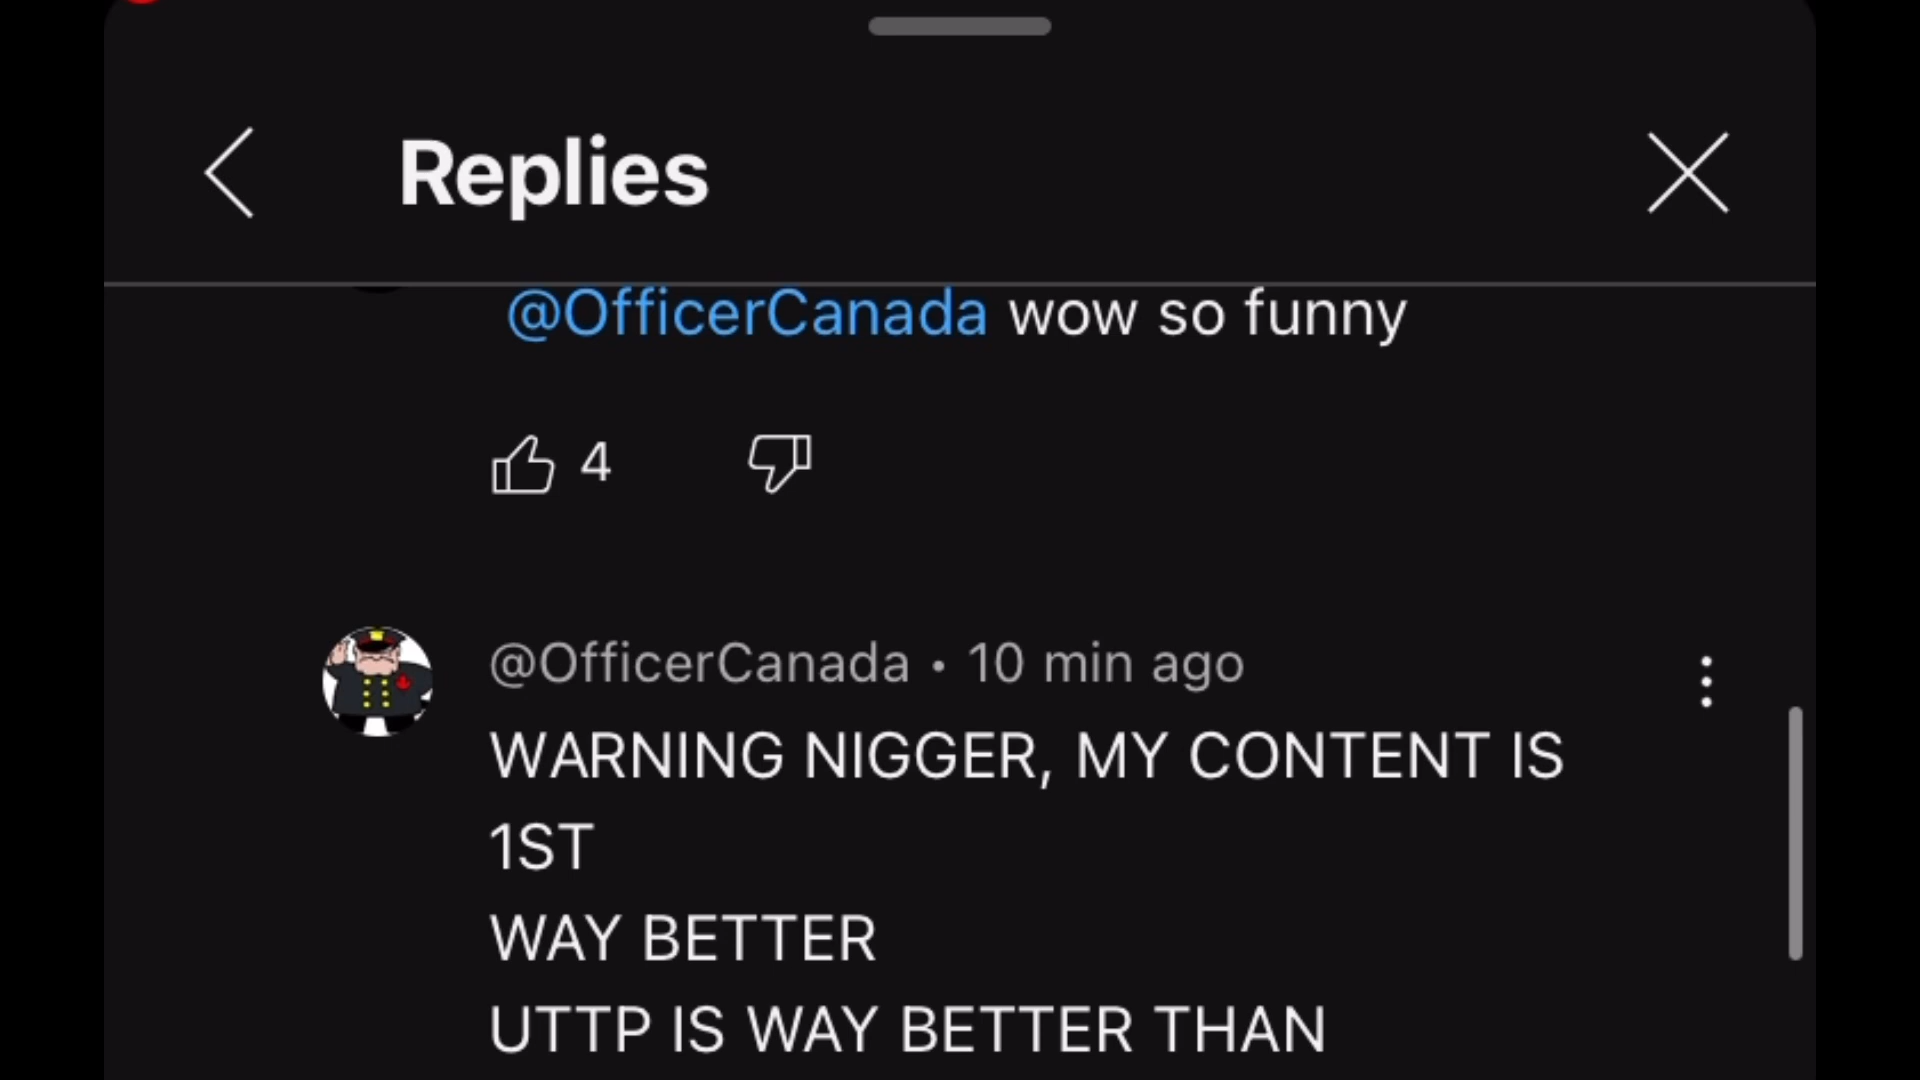 Replies
@OfficerCanada wow so funny
4
@OfficerCanada • 10 min ago
WARNING NIGGER, MY CONTENT IS
1ST
WAY BETTER
UTTP IS WAY BETTER THAN